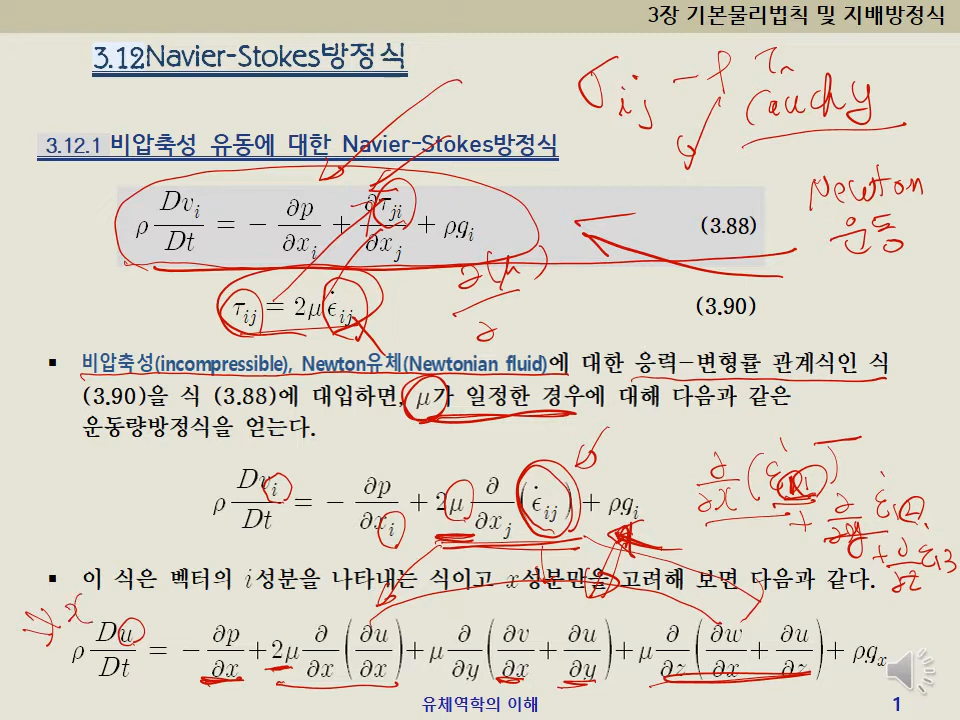 3장 기본물리법칙 및 지배방정식
3.12Navier-Stokes방정식
σij -p τn
Cauchy
3.12.1 비압축성 유동에 대한 Navier-Stokes방정식
Newton
운동
ρ Dv_i/Dt = − ∂p/∂x_i + ∂τ_ji/∂x_j + ρg_i (3.88)
τ_ij = 2μ ε̇_ij (3.90)
▪ 비압축성(incompressible), Newton유체(Newtonian fluid)에 대한 응력-변형률 관계식인 식
(3.90)을 식 (3.88)에 대입하면, μ가 일정한 경우에 대해 다음과 같은
운동량방정식을 얻는다.
ρ Dv_i/Dt = − ∂p/∂x_i + 2μ ∂/∂x_j (ε̇_ij) + ρg_i
▪ 이 식은 벡터의 i성분을 나타내는 식이고 x성분만을 고려해 보면 다음과 같다.
x
ρ Du/Dt = − ∂p/∂x + 2μ ∂/∂x (∂u/∂x) + μ ∂/∂y (∂v/∂x + ∂u/∂y) + μ ∂/∂z (∂w/∂x + ∂u/∂z) + ρg_x
유체역학의 이해
1